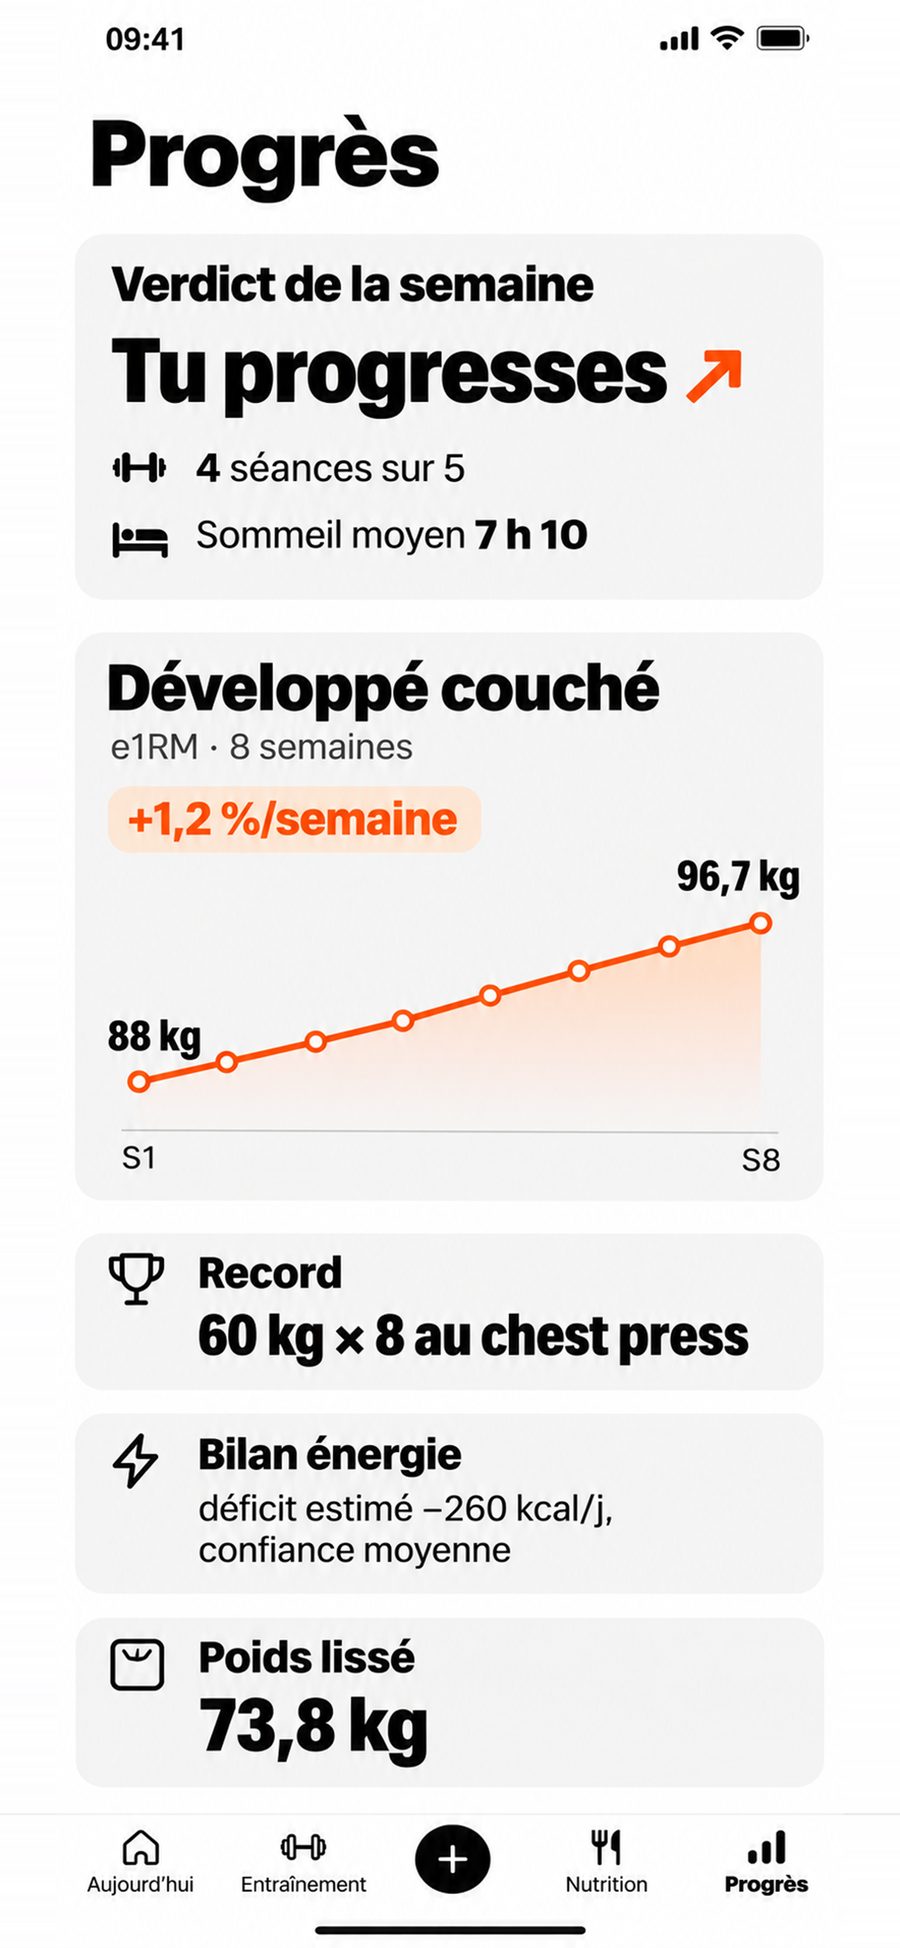 09:41
Progrès
Verdict de la semaine
Tu progresses
4 séances sur 5
Sommeil moyen 7 h 10
Développé couché
e1RM · 8 semaines
+1,2 %/semaine
96,7 kg
88 kg
S1
S8
Record
60 kg × 8 au chest press
Bilan énergie
déficit estimé −260 kcal/j,
confiance moyenne
Poids lissé
73,8 kg
Aujourd'hui
Entraînement
Nutrition
Progrès